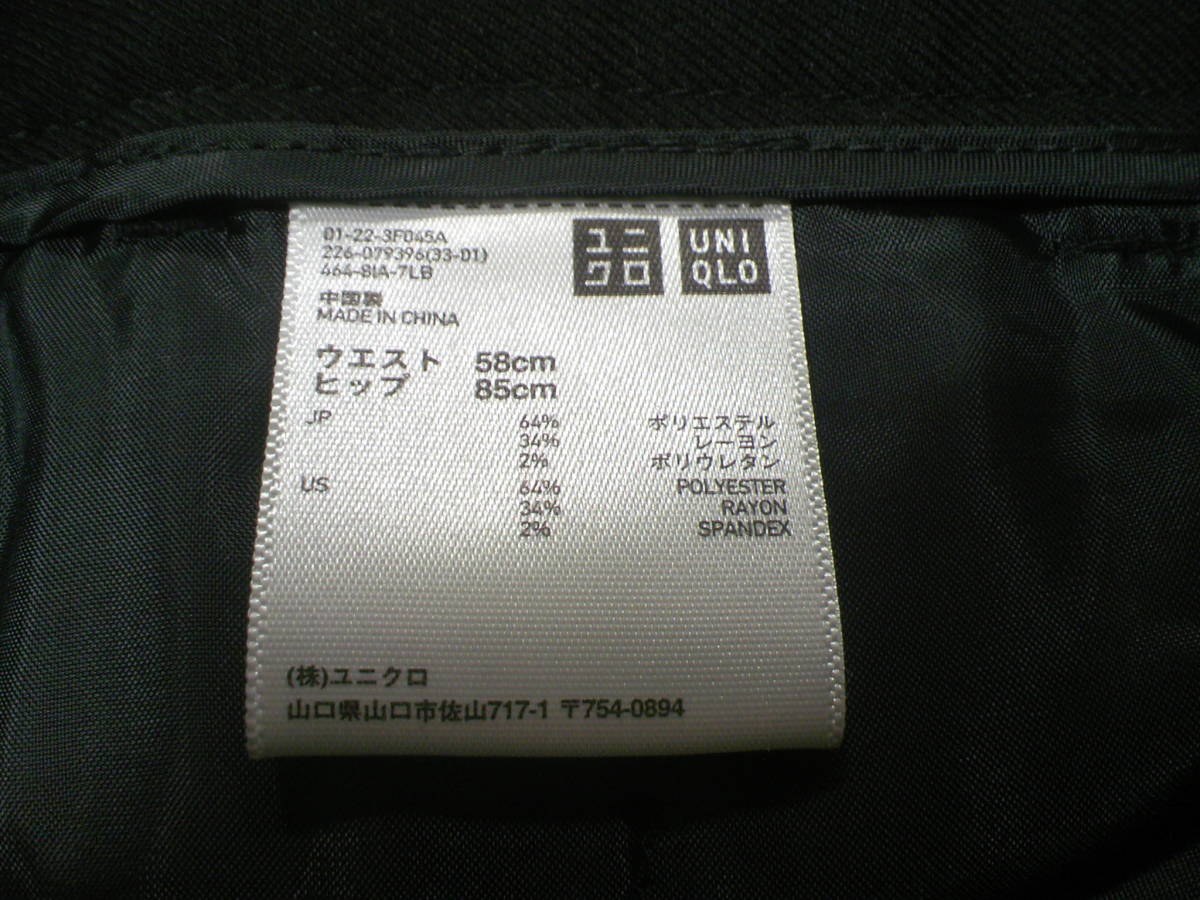 01-22-3F045A
226-079396(33-01)
464-8IA-7LB
ユニ
クロ
UNI
QLO
中国製
MADE IN CHINA
ウエスト 58cm
ヒップ 85cm
JP 64% ポリエステル
34% レーヨン
2% ポリウレタン
US 64% POLYESTER
34% RAYON
2% SPANDEX
(株)ユニクロ
山口県山口市佐山717-1 〒754-0894